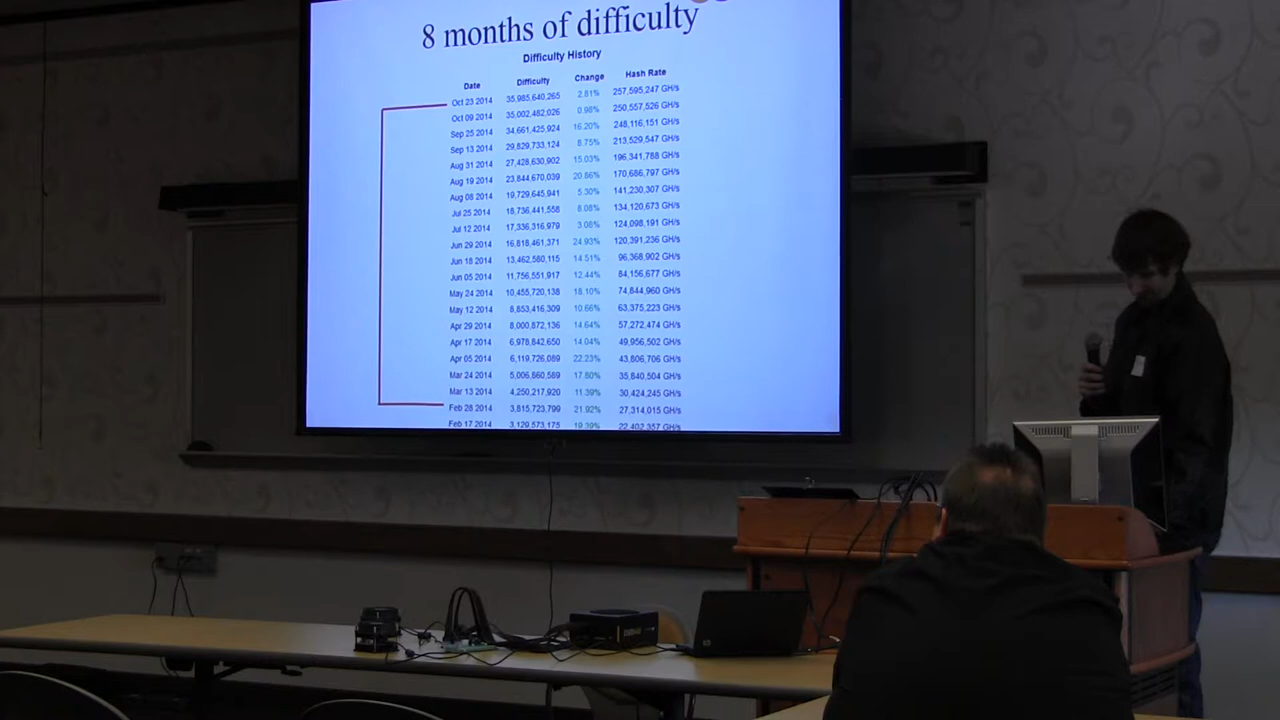 8 months of difficulty
Difficulty History
Date Difficulty Change Hash Rate
Oct 23 2014 35,985,640,265 2.81% 257,595,247 GH/s
Oct 09 2014 35,002,482,026 0.98% 250,557,526 GH/s
Sep 25 2014 34,661,425,924 16.20% 248,116,151 GH/s
Sep 13 2014 29,829,733,124 8.75% 213,529,547 GH/s
Aug 31 2014 27,428,630,902 15.03% 196,341,788 GH/s
Aug 19 2014 23,844,670,039 20.86% 170,686,797 GH/s
Aug 08 2014 19,729,645,941 5.30% 141,230,307 GH/s
Jul 25 2014 18,736,441,558 8.08% 134,120,673 GH/s
Jul 12 2014 17,336,316,979 3.08% 124,098,191 GH/s
Jun 29 2014 16,818,461,371 24.93% 120,391,236 GH/s
Jun 18 2014 13,462,580,115 14.51% 96,368,902 GH/s
Jun 05 2014 11,756,551,917 12.44% 84,156,677 GH/s
May 24 2014 10,455,720,138 18.10% 74,844,960 GH/s
May 12 2014 8,853,416,309 10.66% 63,375,223 GH/s
Apr 29 2014 8,000,872,136 14.64% 57,272,474 GH/s
Apr 17 2014 6,978,842,650 14.04% 49,956,502 GH/s
Apr 05 2014 6,119,726,089 22.23% 43,806,706 GH/s
Mar 24 2014 5,006,860,589 17.80% 35,840,504 GH/s
Mar 13 2014 4,250,217,920 11.39% 30,424,245 GH/s
Feb 28 2014 3,815,723,799 21.92% 27,314,015 GH/s
Feb 17 2014 3,129,573,175 19.39% 22,402,357 GH/s